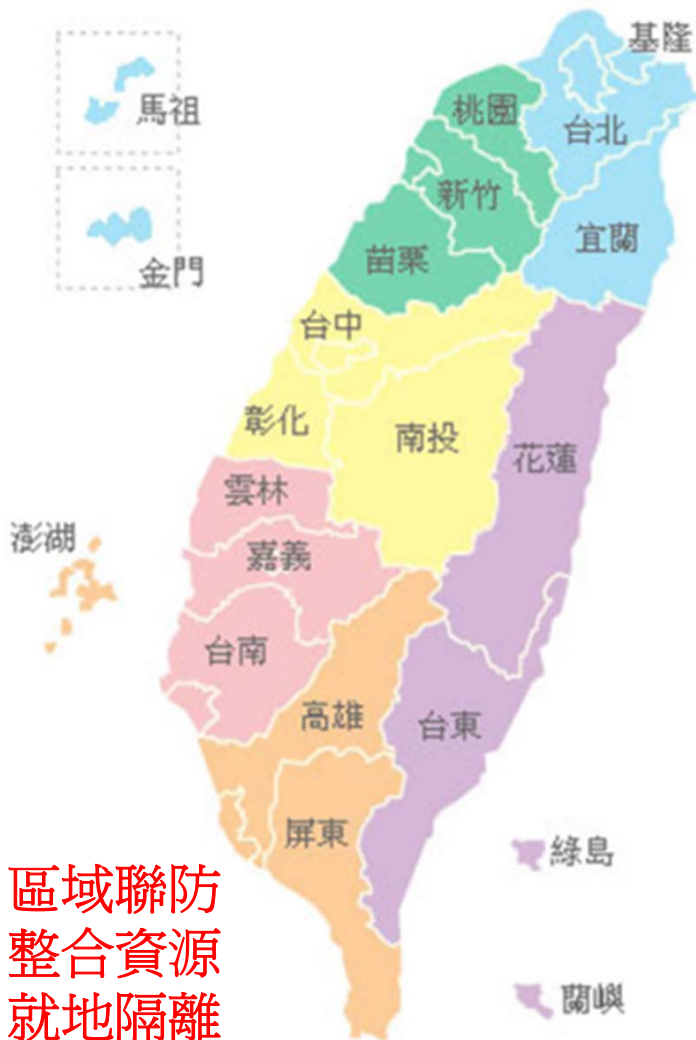 基隆
馬祖
桃園
台北
新竹
宜蘭
苗栗
金門
台中
彰化
南投
花蓮
雲林
澎湖
嘉義
台南
高雄
台東
屏東
綠島
區域聯防
整合資源
就地隔離
蘭嶼